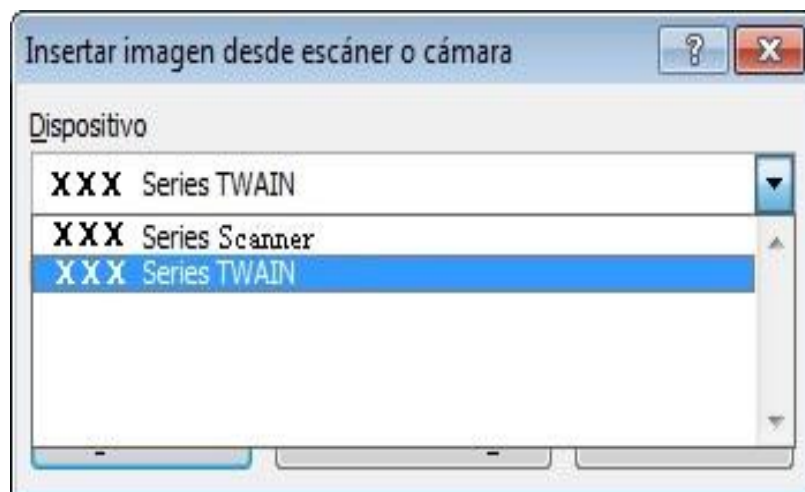 Insertar imagen desde escáner o cámara
Dispositivo
XXX Series TWAIN
XXX Series Scanner
XXX Series TWAIN